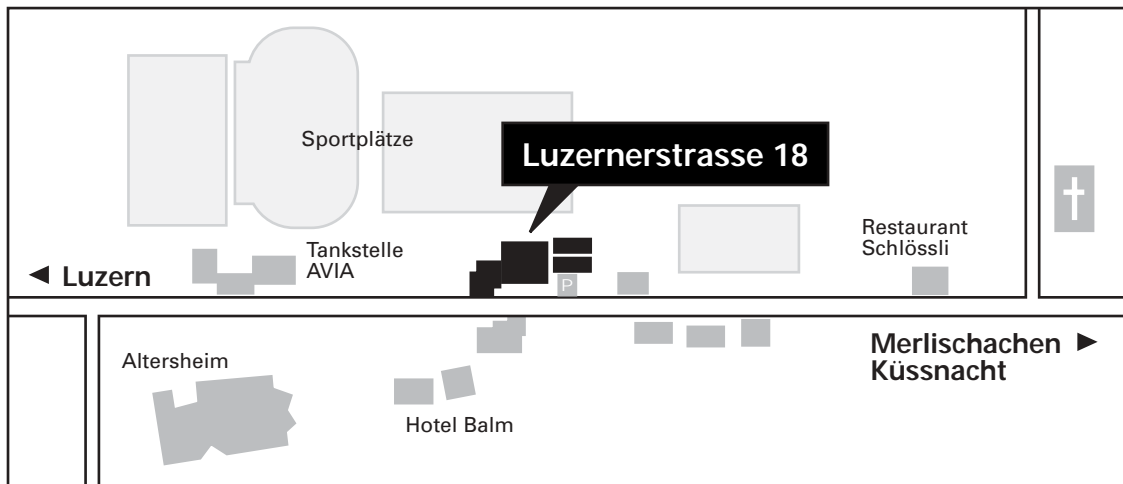 Sportplätze
Luzernerstrasse 18
Restaurant
Schlössli
Tankstelle
AVIA
Luzern
P
Merlischachen
Küssnacht
Altersheim
Hotel Balm